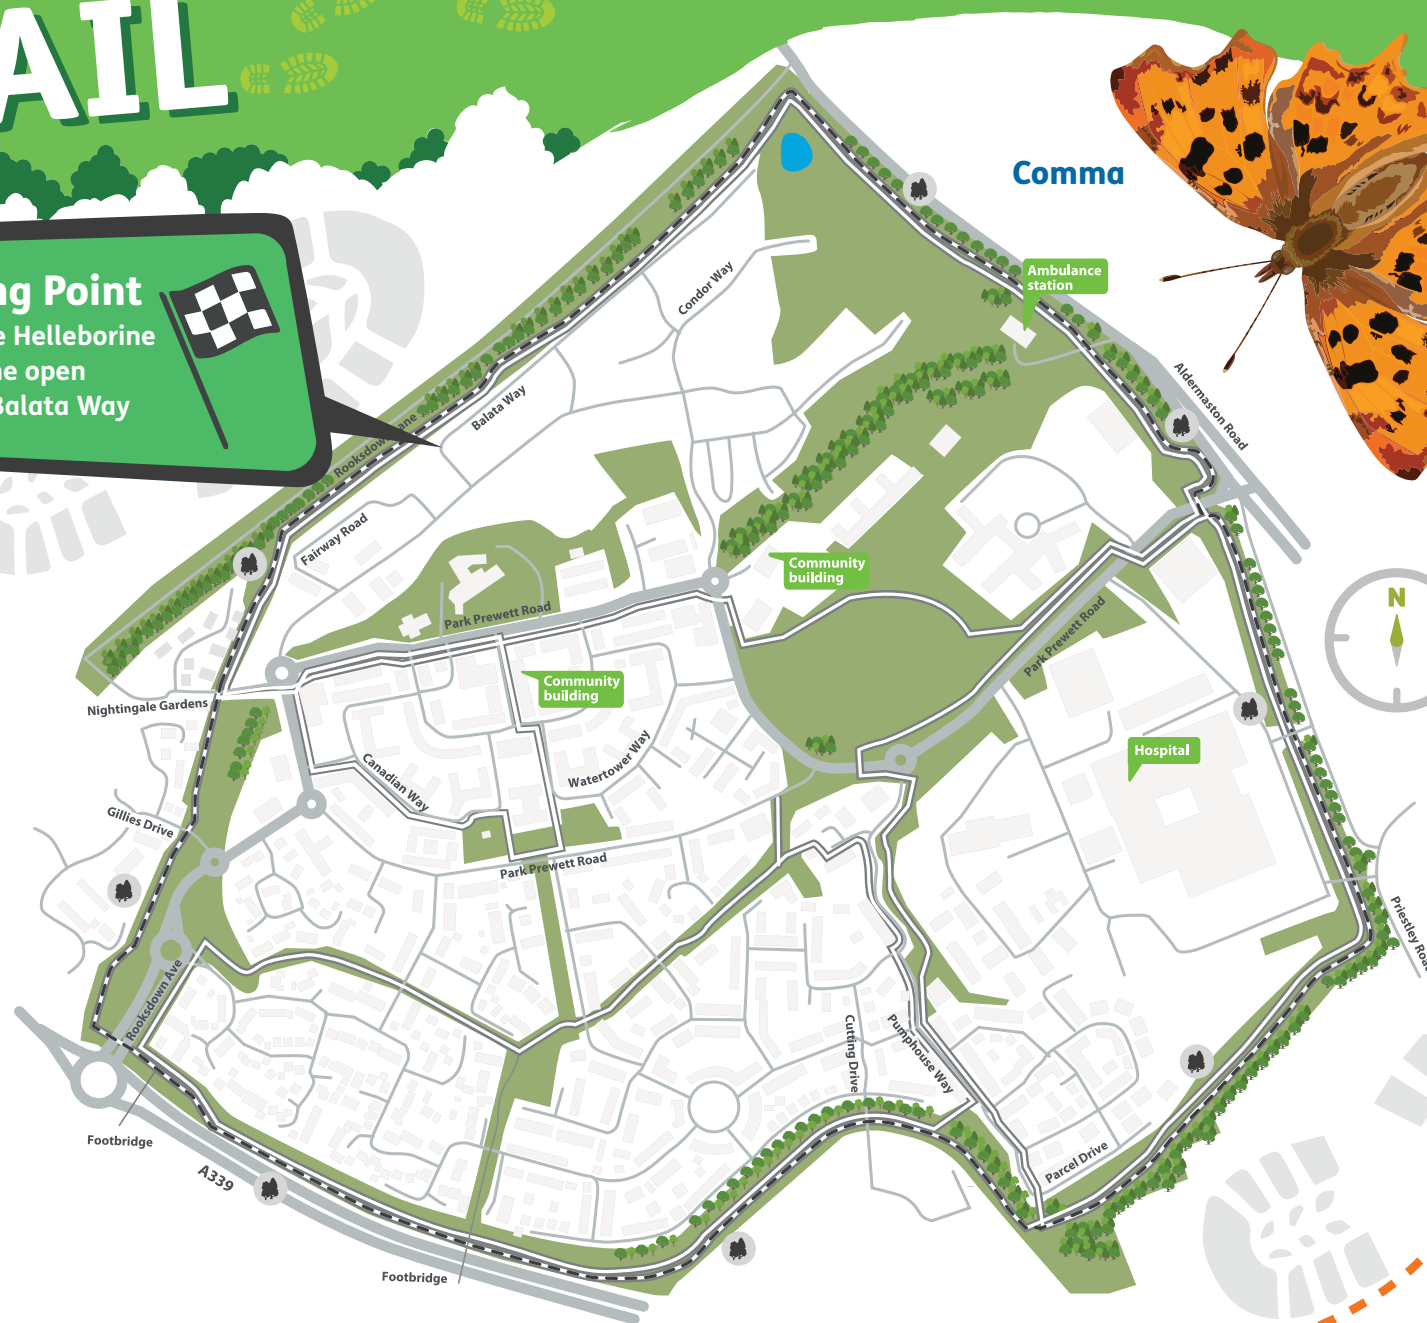 AIL
ng Point
e Helleborine
ne open
Balata Way
Comma
Ambulance
station
Condor Way
Aldermaston Road
Balata Way
Rooksdown Lane
Fairway Road
Community
building
Park Prewett Road
N
Park Prewett Road
Community
building
Nightingale Gardens
Hospital
Watertower Way
Canadian Way
Gillies Drive
Park Prewett Road
Priestley Roa
Rooksdown Ave
Cutting Drive
Pumphouse Way
Footbridge
A339
Parcel Drive
Footbridge